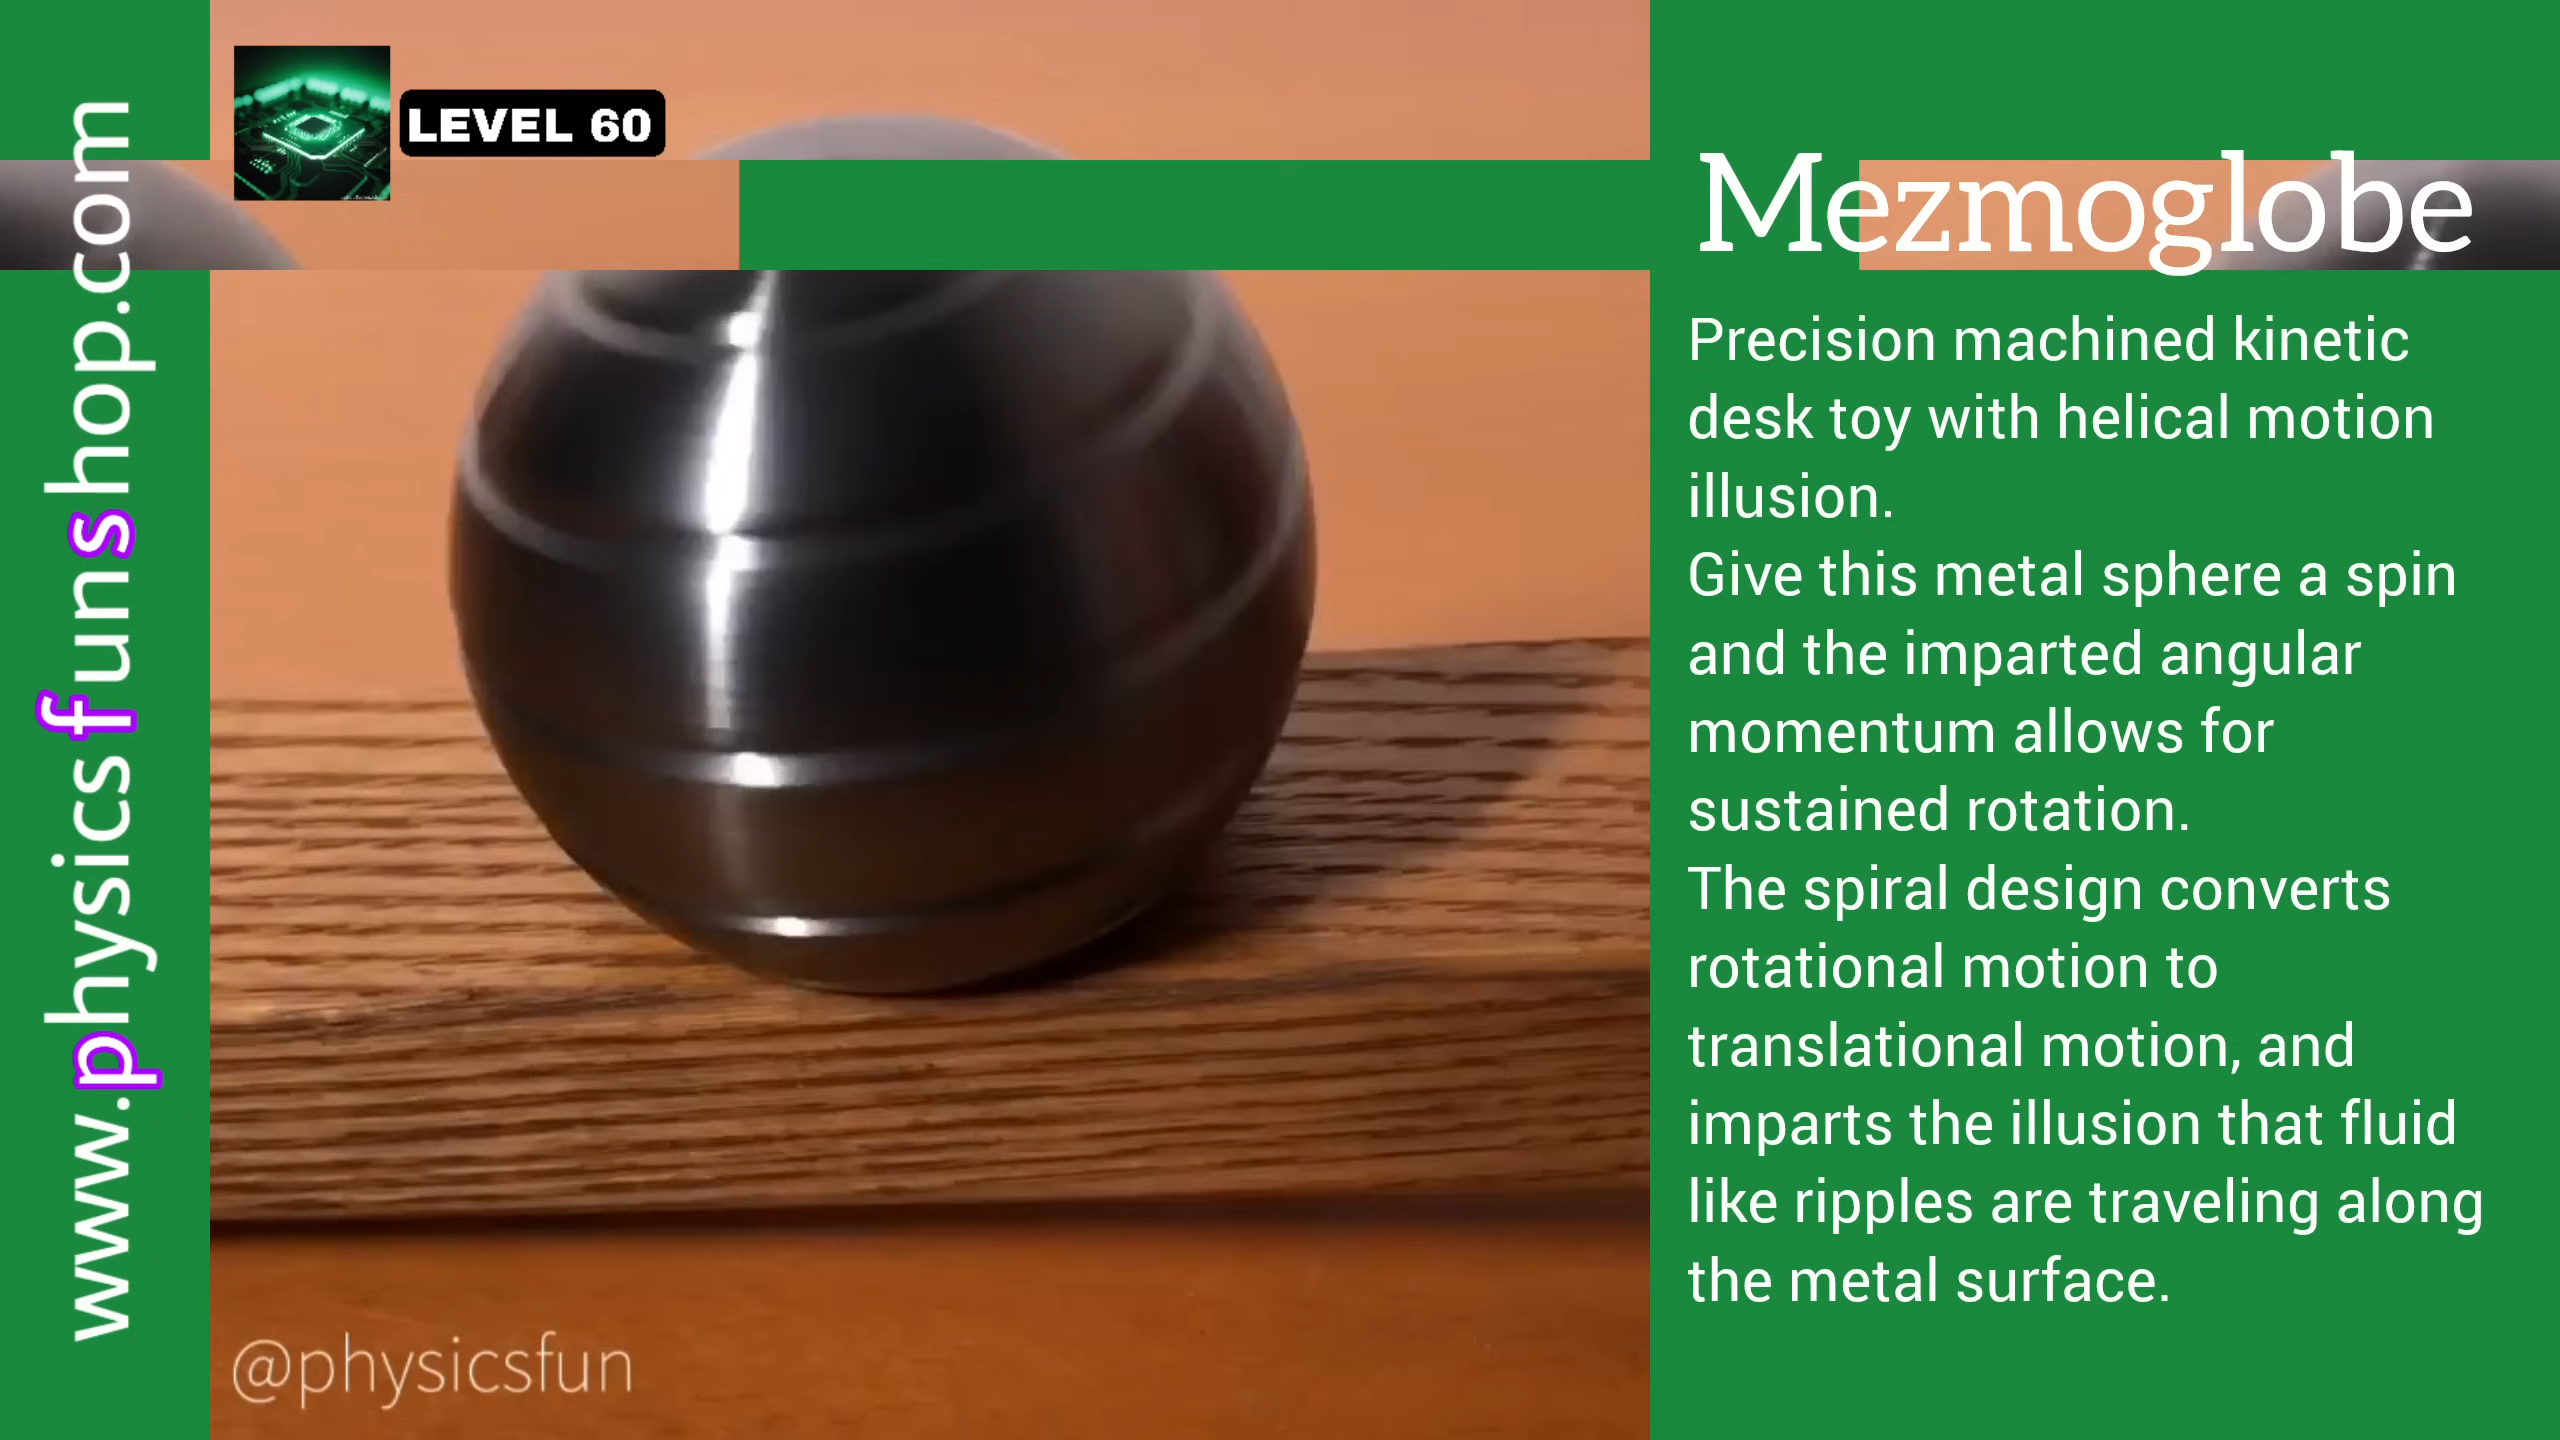 www.physicsfunshop.com
LEVEL 60
Mezmoglobe
Precision machined kinetic
desk toy with helical motion
illusion.
Give this metal sphere a spin
and the imparted angular
momentum allows for
sustained rotation.
The spiral design converts
rotational motion to
translational motion, and
imparts the illusion that fluid
like ripples are traveling along
the metal surface.
@physicsfun